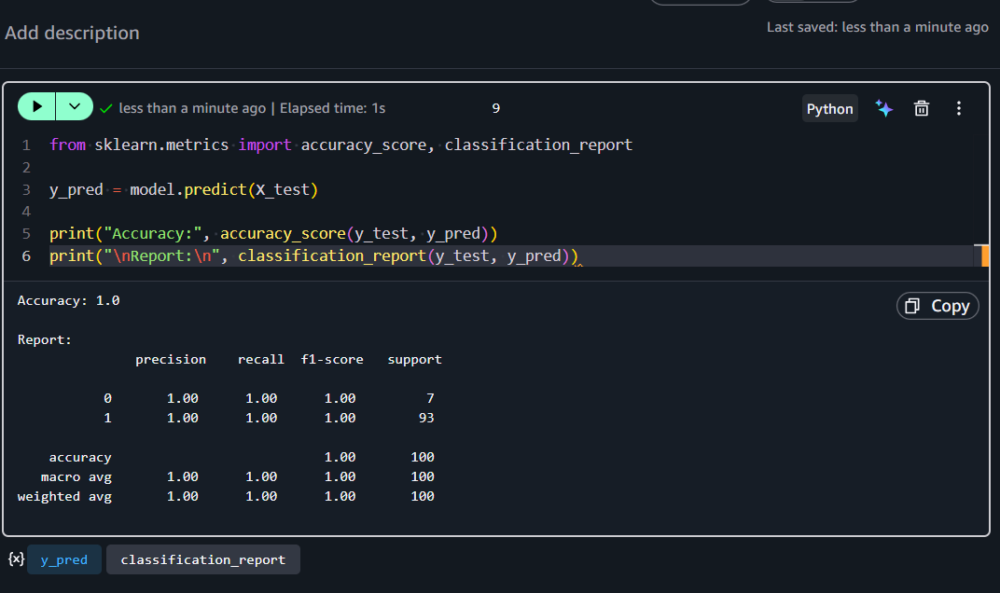 Add description
Last saved: less than a minute ago
less than a minute ago | Elapsed time: 1s
9
Python
1 from sklearn.metrics import accuracy_score, classification_report
2
3 y_pred = model.predict(X_test)
4
5 print("Accuracy:", accuracy_score(y_test, y_pred))
6 print("\nReport:\n", classification_report(y_test, y_pred))
Accuracy: 1.0
Copy
Report:
precision recall f1-score support
0 1.00 1.00 1.00 7
1 1.00 1.00 1.00 93
accuracy 1.00 100
macro avg 1.00 1.00 1.00 100
weighted avg 1.00 1.00 1.00 100
{x} y_pred classification_report